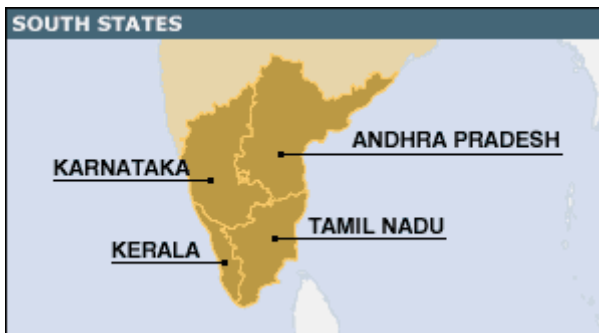 SOUTH STATES
ANDHRA PRADESH
KARNATAKA
TAMIL NADU
KERALA